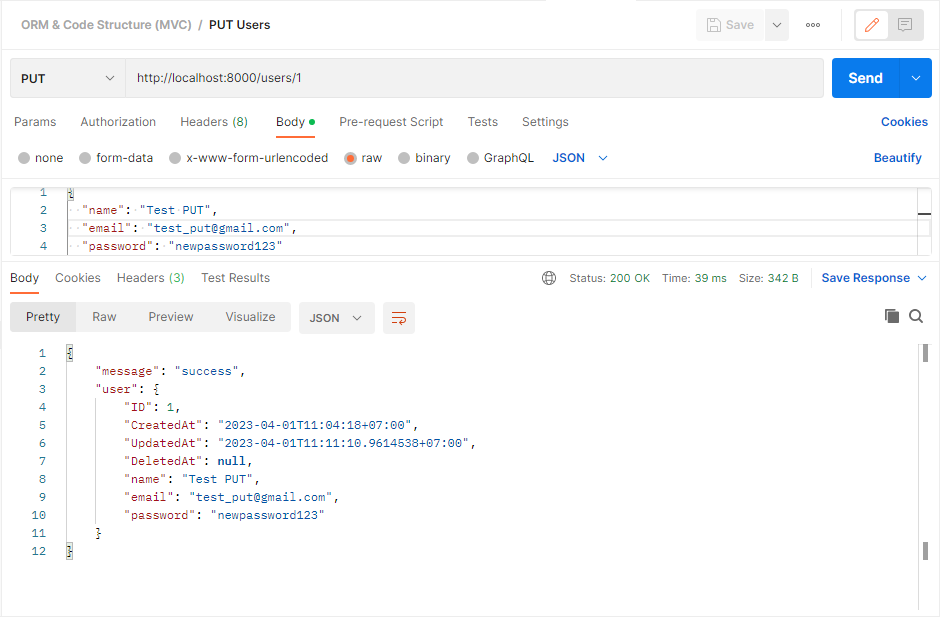 ORM & Code Structure (MVC) / PUT Users
Save
PUT http://localhost:8000/users/1 Send
Params Authorization Headers (8) Body Pre-request Script Tests Settings Cookies
none form-data x-www-form-urlencoded raw binary GraphQL JSON Beautify
1 {
2 "name": "Test PUT",
3 "email": "test_put@gmail.com",
4 "password": "newpassword123"
Body Cookies Headers (3) Test Results Status: 200 OK Time: 39 ms Size: 342 B Save Response
Pretty Raw Preview Visualize JSON
1 {
2 "message": "success",
3 "user": {
4 "ID": 1,
5 "CreatedAt": "2023-04-01T11:04:18+07:00",
6 "UpdatedAt": "2023-04-01T11:11:10.9614538+07:00",
7 "DeletedAt": null,
8 "name": "Test PUT",
9 "email": "test_put@gmail.com",
10 "password": "newpassword123"
11 }
12 }